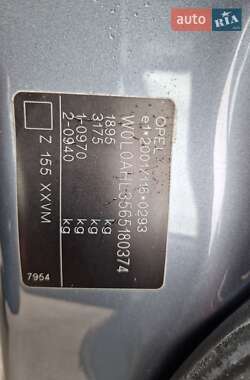 AUTO.RIA
OPEL
e1*2001/116*0293
W0L0AHL3565180374
1895 kg
3175 kg
1-0970 kg
2-0940 kg
Z 155 XXVM
7954